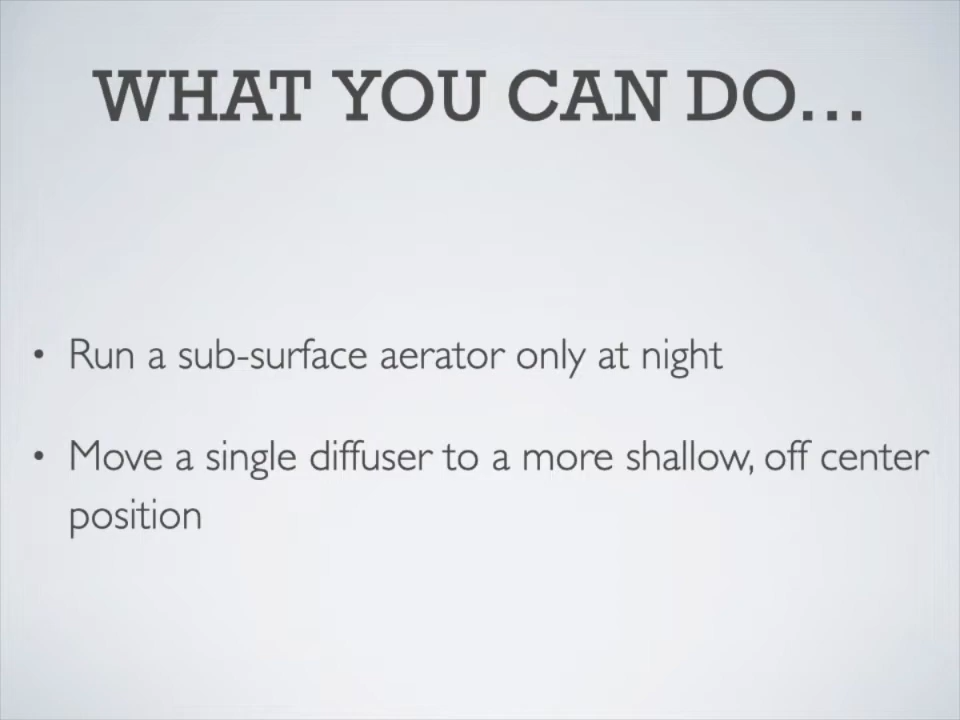 WHAT YOU CAN DO...
• Run a sub-surface aerator only at night
• Move a single diffuser to a more shallow, off center
position